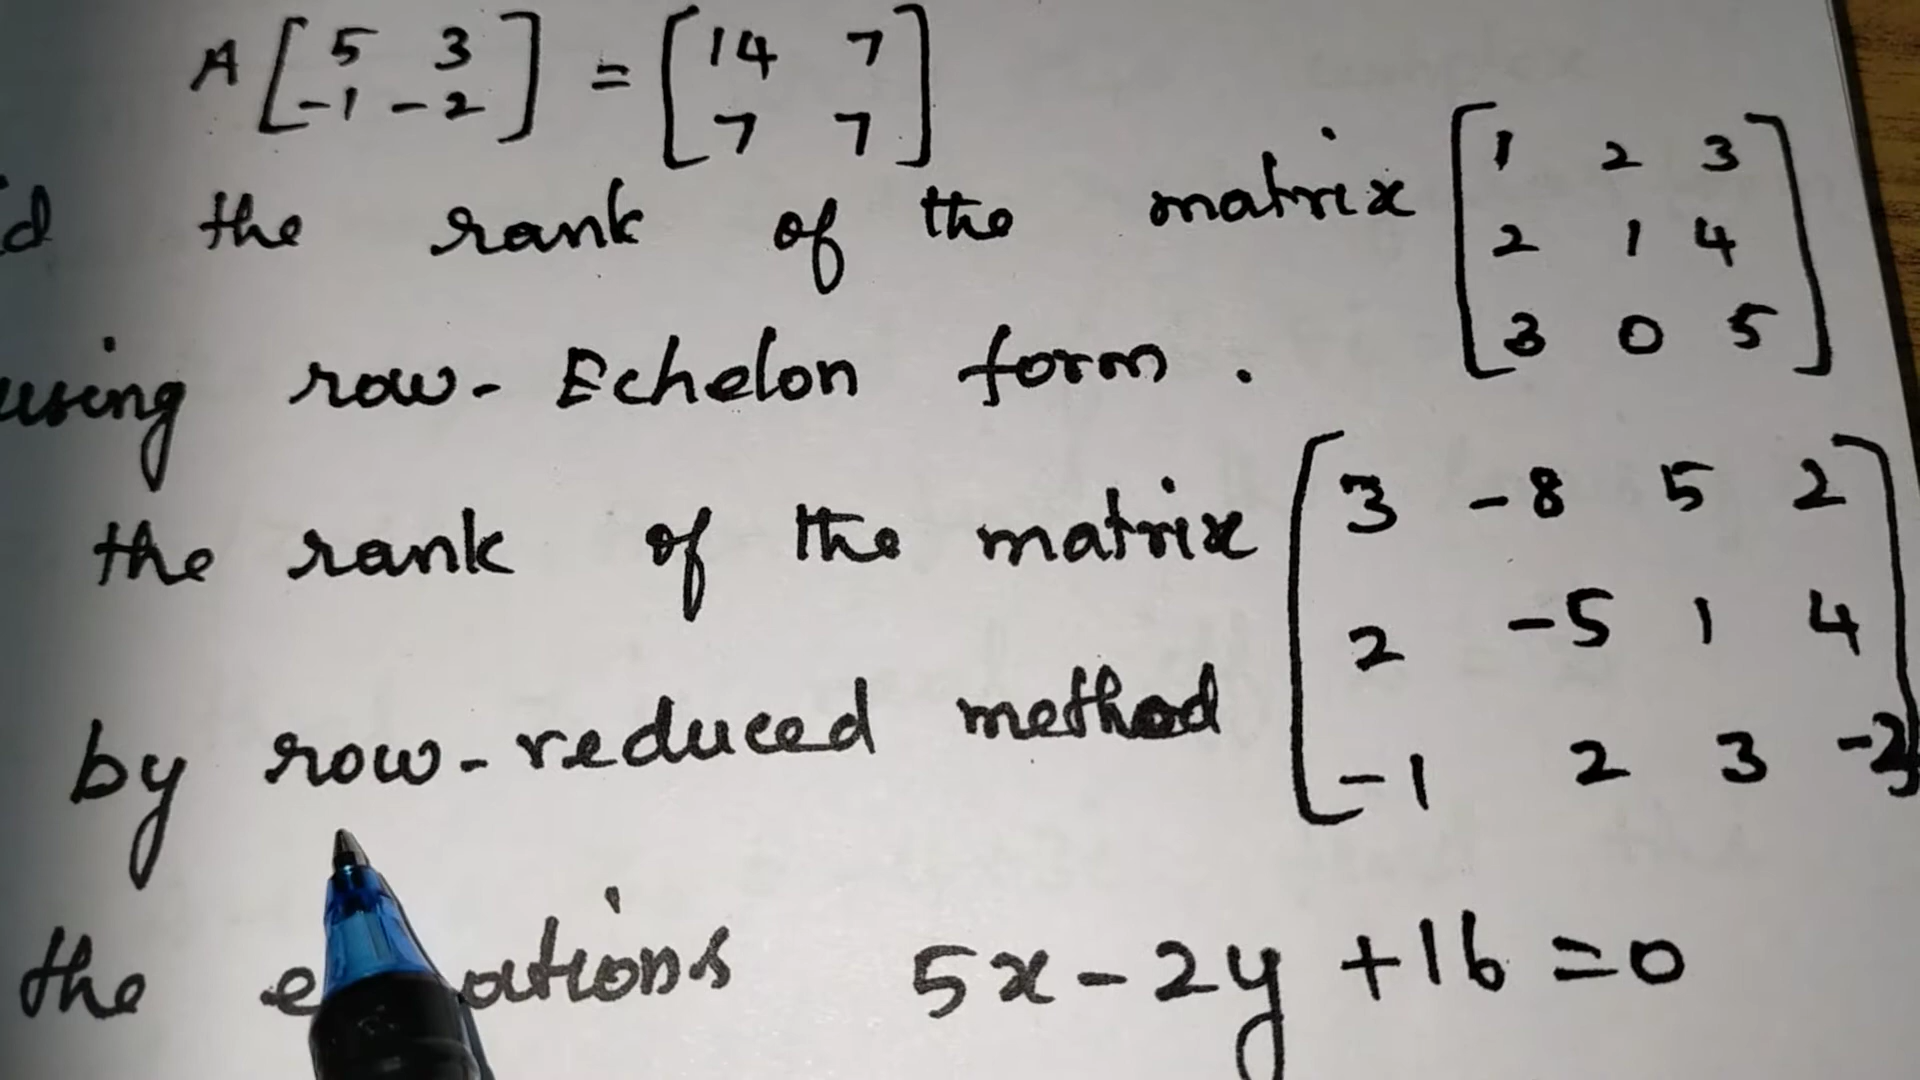 A [ 5 3 -1 -2 ] = [ 14 7 7 7 ]
the rank of the matrix [ 1 2 3 2 1 4 3 0 5 ]
using row-Echelon form.
the rank of the matrix [ 3 -8 5 2 2 -5 1 4 -1 2 3 -2 ]
by row-reduced method
the 5x-2y+16=0